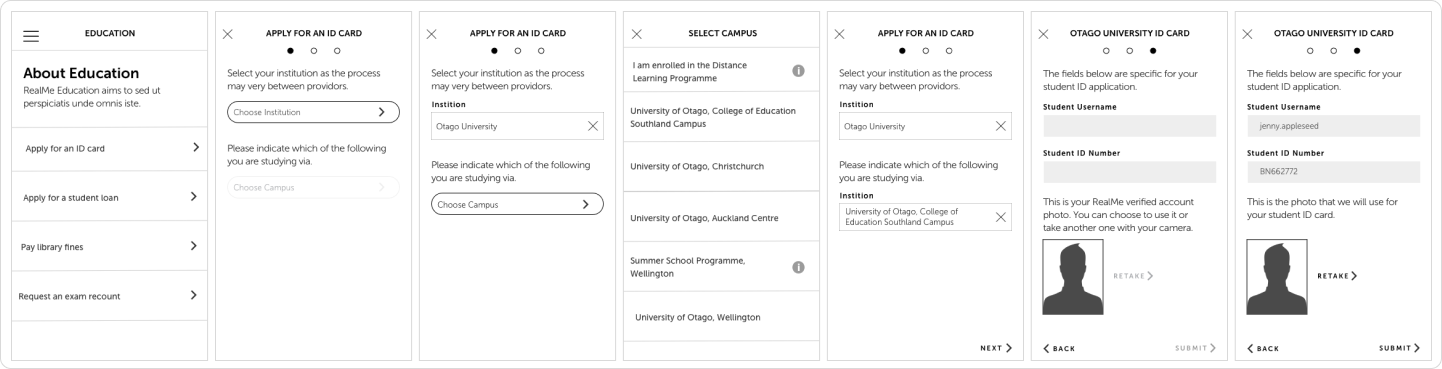 EDUCATION
About Education
RealMe Education aims to sed ut
perspiciatis unde omnis iste.
Apply for an ID card
Apply for a student loan
Pay library fines
Request an exam recount
APPLY FOR AN ID CARD
Select your institution as the process
may very between providors.
Choose Institution
Please indicate which of the following
you are studying via.
Choose Campus
APPLY FOR AN ID CARD
Select your institution as the process
may very between providors.
Instition
Otago University
Please indicate which of the following
you are studying via.
Choose Campus
SELECT CAMPUS
I am enrolled in the Distance
Learning Programme
University of Otago, College of Education
Southland Campus
University of Otago, Christchurch
University of Otago, Auckland Centre
Summer School Programme,
Wellington
University of Otago, Wellington
APPLY FOR AN ID CARD
Select your institution as the process
may vary between providors.
Instition
Otago University
Please indicate which of the following
you are studying via.
Instition
University of Otago, College of
Education Southland Campus
NEXT
OTAGO UNIVERSITY ID CARD
The fields below are specific for your
student ID application.
Student Username
Student ID Number
This is your RealMe verified account
photo. You can choose to use it or
take another one with your camera.
RETAKE
BACK
SUBMIT
OTAGO UNIVERSITY ID CARD
The fields below are specific for your
student ID application.
Student Username
jenny.appleseed
Student ID Number
BN662772
This is the photo that we will use for
your student ID card.
RETAKE
BACK
SUBMIT